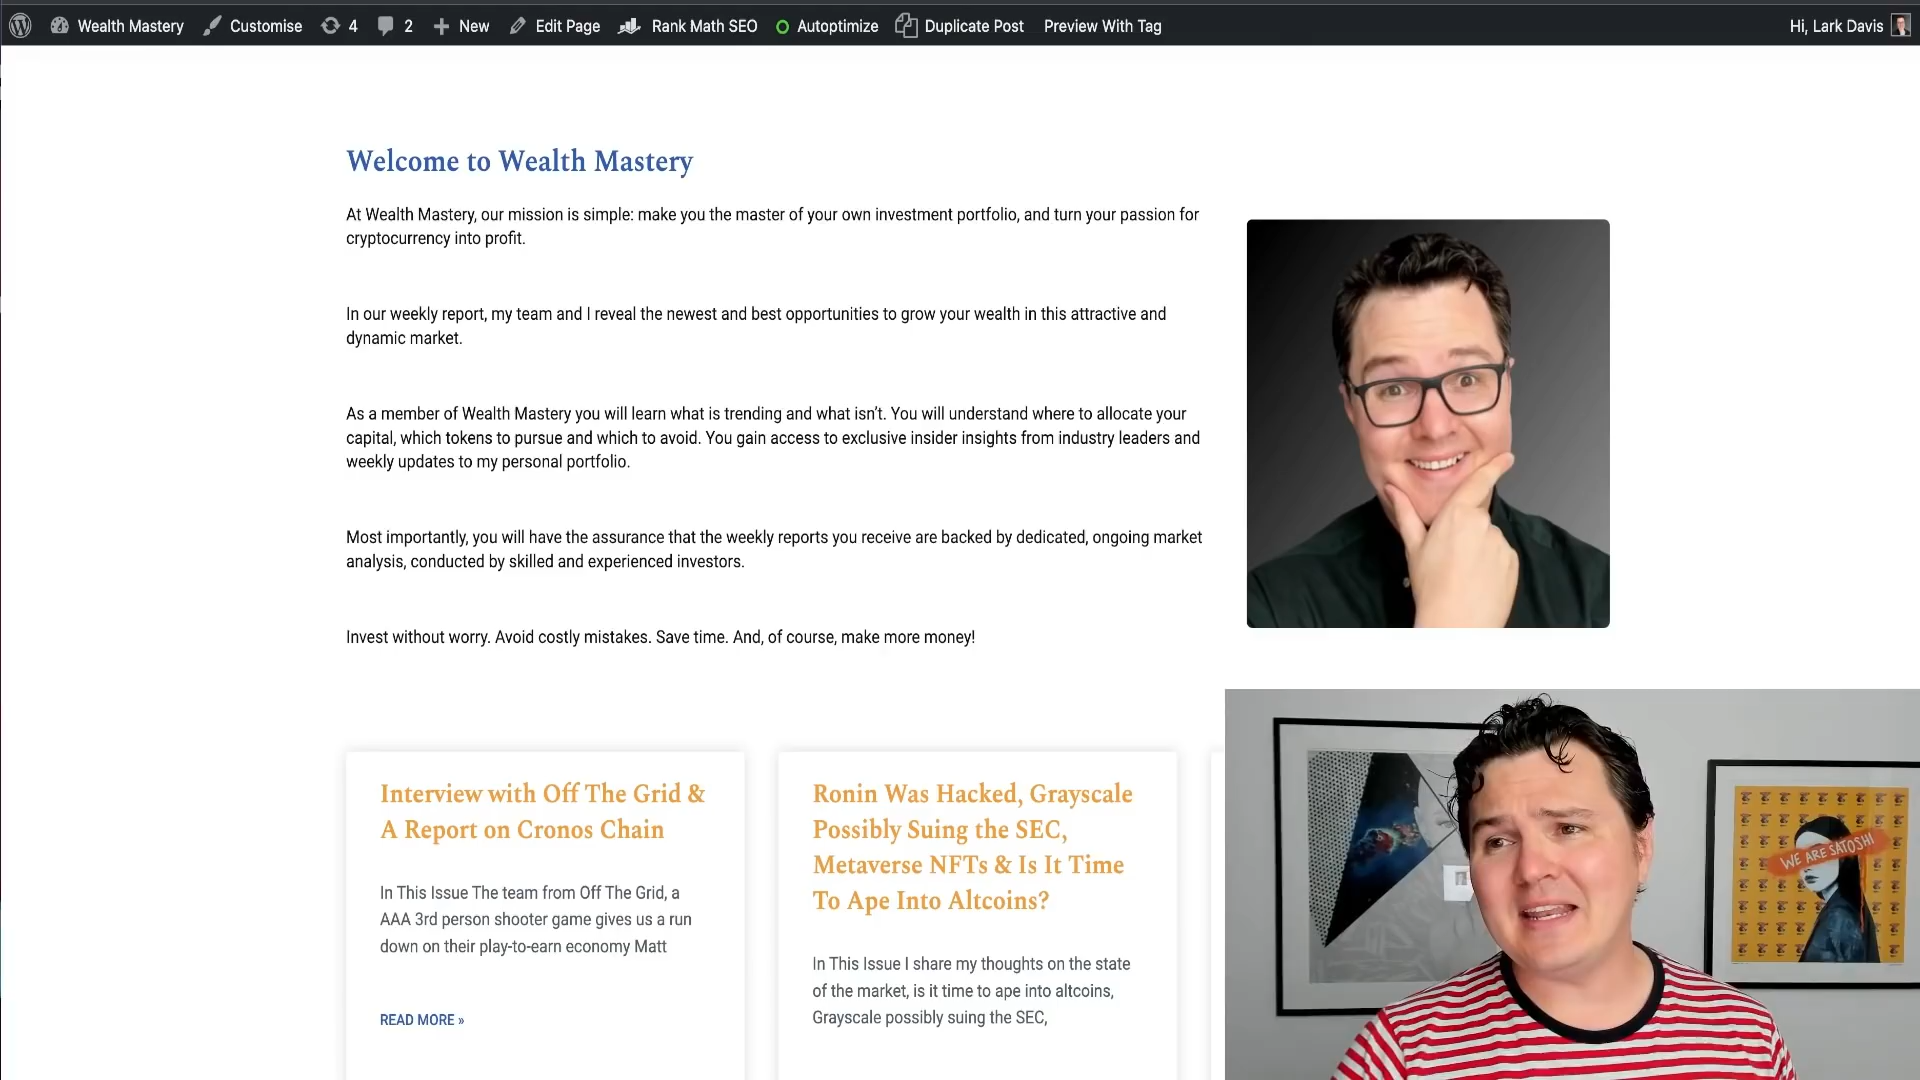 Wealth Mastery Customise 4 2 New Edit Page Rank Math SEO Autoptimize Duplicate Post Preview With Tag Hi, Lark Davis
Welcome to Wealth Mastery
At Wealth Mastery, our mission is simple: make you the master of your own investment portfolio, and turn your passion for
cryptocurrency into profit.
In our weekly report, my team and I reveal the newest and best opportunities to grow your wealth in this attractive and
dynamic market.
As a member of Wealth Mastery you will learn what is trending and what isn't. You will understand where to allocate your
capital, which tokens to pursue and which to avoid. You gain access to exclusive insider insights from industry leaders and
weekly updates to my personal portfolio.
Most importantly, you will have the assurance that the weekly reports you receive are backed by dedicated, ongoing market
analysis, conducted by skilled and experienced investors.
Invest without worry. Avoid costly mistakes. Save time. And, of course, make more money!
Interview with Off The Grid &
A Report on Cronos Chain
In This Issue The team from Off The Grid, a
AAA 3rd person shooter game gives us a run
down on their play-to-earn economy Matt
READ MORE »
Ronin Was Hacked, Grayscale
Possibly Suing the SEC,
Metaverse NFTs & Is It Time
To Ape Into Altcoins?
In This Issue I share my thoughts on the state
of the market, is it time to ape into altcoins,
Grayscale possibly suing the SEC,
WE ARE SATOSHI